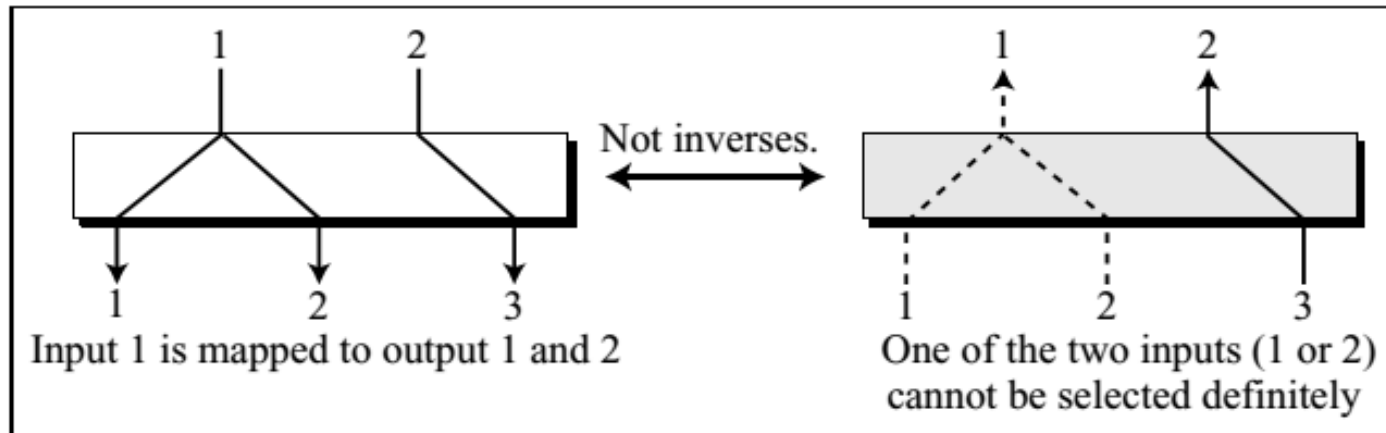 1 2 1 2
Not inverses.
1 2 3 1 2 3
Input 1 is mapped to output 1 and 2
One of the two inputs (1 or 2)
cannot be selected definitely